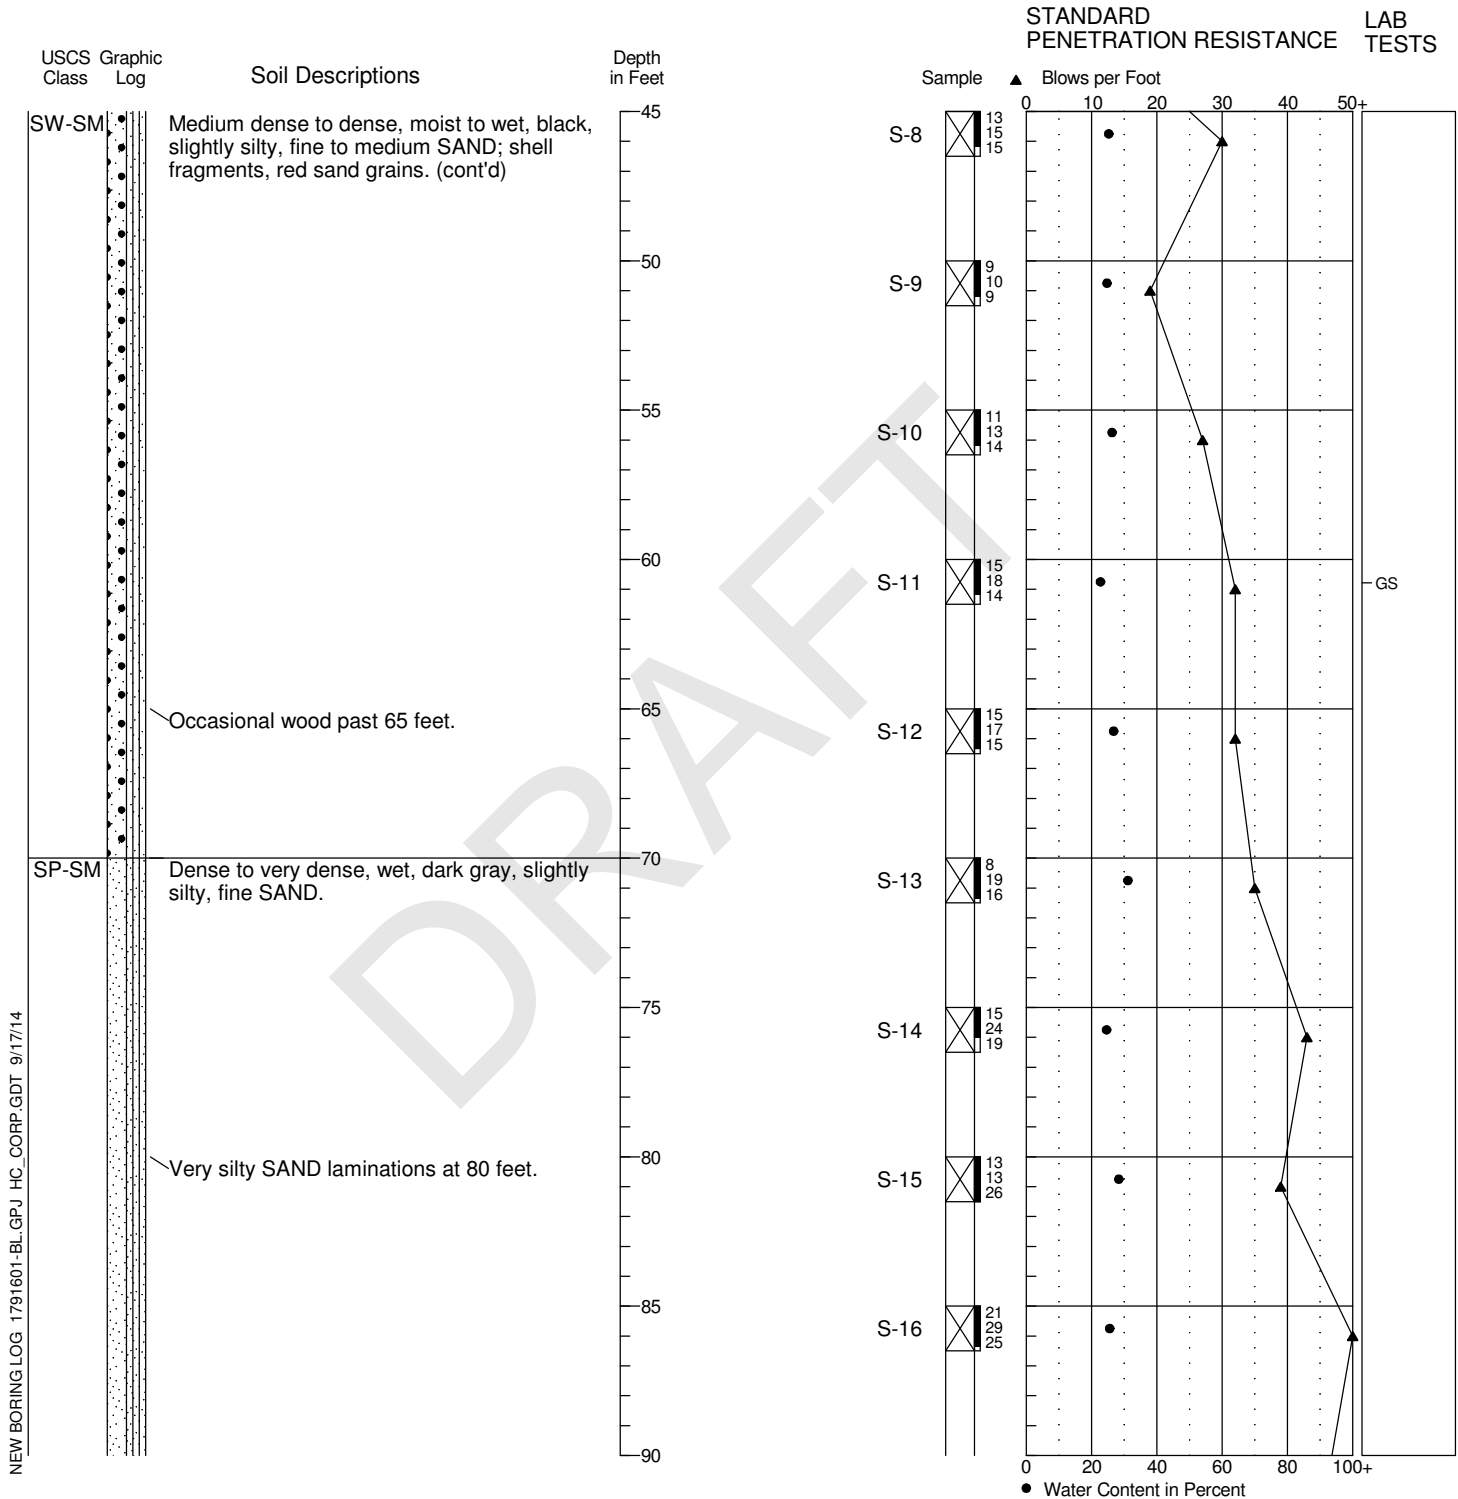 STANDARD
PENETRATION RESISTANCE
LAB
TESTS
USCS Graphic
Class Log
Soil Descriptions
Depth
in Feet
Sample
▲ Blows per Foot
0 10 20 30 40 50+
45
SW-SM
Medium dense to dense, moist to wet, black,
slightly silty, fine to medium SAND; shell
fragments, red sand grains. (cont'd)
S-8
13
15
15
50
S-9
9
10
9
55
S-10
11
13
14
60
S-11
15
18
14
GS
65
Occasional wood past 65 feet.
S-12
15
17
15
70
SP-SM
Dense to very dense, wet, dark gray, slightly
silty, fine SAND.
S-13
8
19
16
75
S-14
15
24
19
80
Very silty SAND laminations at 80 feet.
S-15
13
13
26
85
S-16
21
29
25
90
0 20 40 60 80 100+
● Water Content in Percent
DRAFT
NEW BORING LOG 1791601-BL.GPJ HC_CORP.GDT 9/17/14